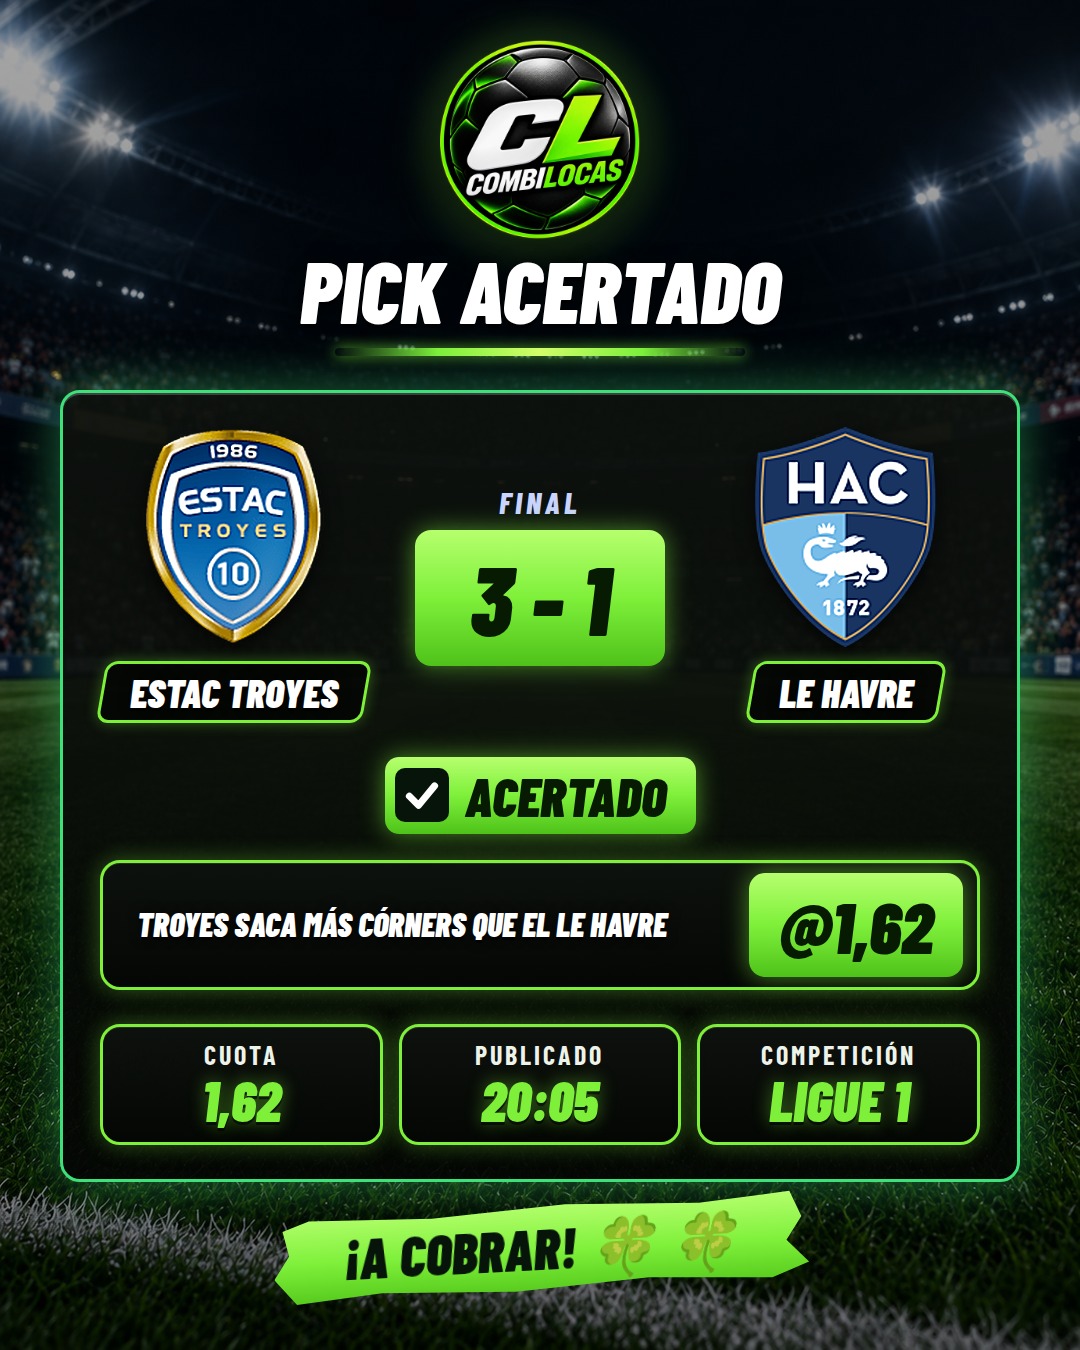 CL
COMBILOCAS
PICK ACERTADO
1986
ESTAC
TROYES
10
HAC
1872
FINAL
3 - 1
ESTAC TROYES
LE HAVRE
ACERTADO
TROYES SACA MÁS CÓRNERS QUE EL LE HAVRE
@1,62
CUOTA
1,62
PUBLICADO
20:05
COMPETICIÓN
LIGUE 1
¡A COBRAR! 🍀 🍀